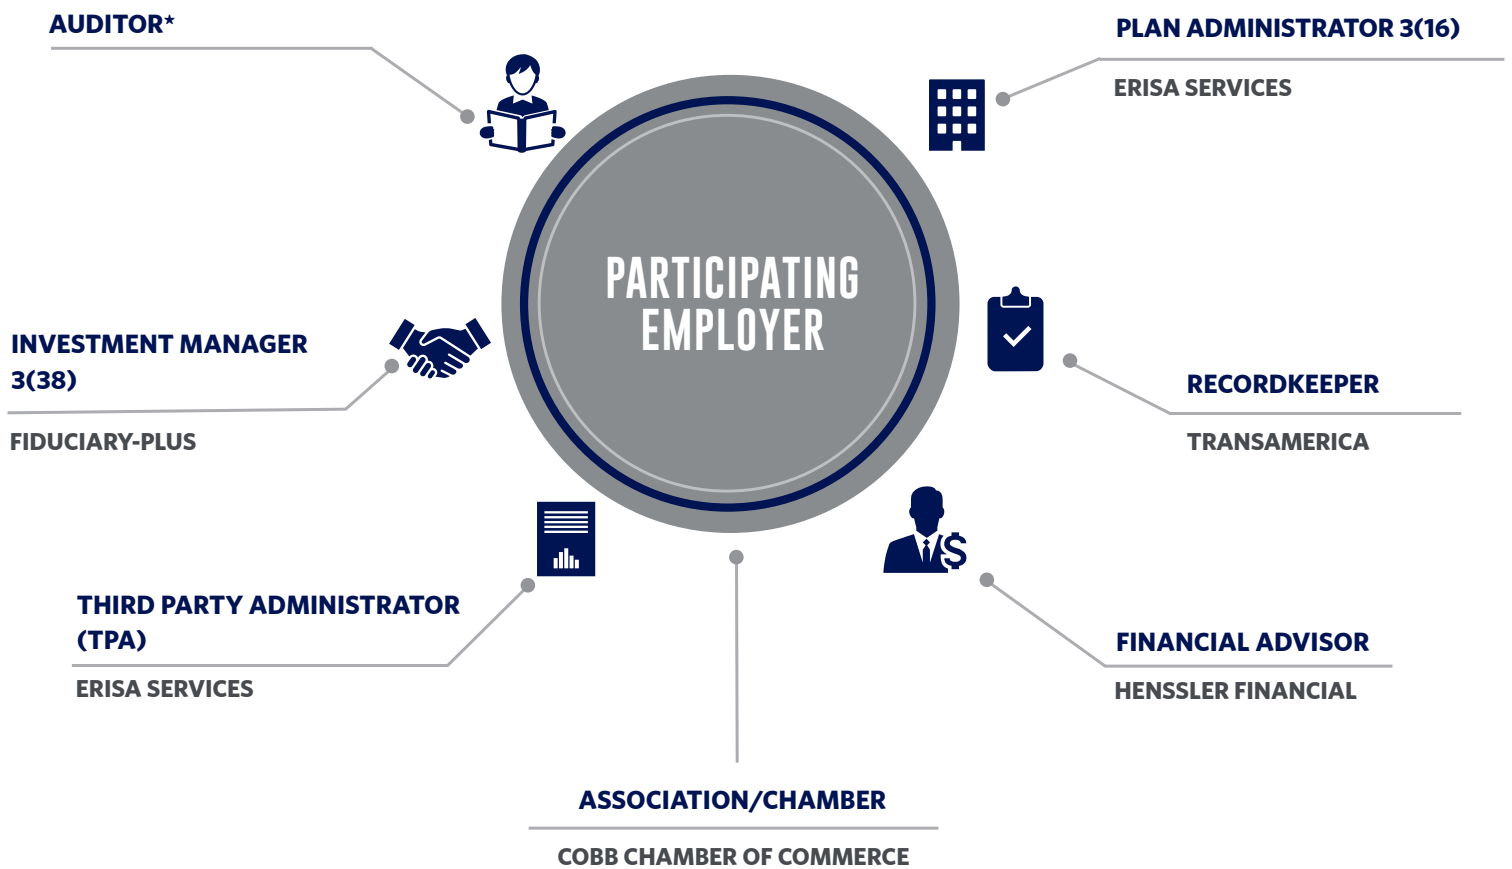 AUDITOR*
PLAN ADMINISTRATOR 3(16)
ERISA SERVICES
PARTICIPATING
EMPLOYER
INVESTMENT MANAGER
3(38)
FIDUCIARY-PLUS
RECORDKEEPER
TRANSAMERICA
THIRD PARTY ADMINISTRATOR
(TPA)
ERISA SERVICES
FINANCIAL ADVISOR
HENSSLER FINANCIAL
ASSOCIATION/CHAMBER
COBB CHAMBER OF COMMERCE
$